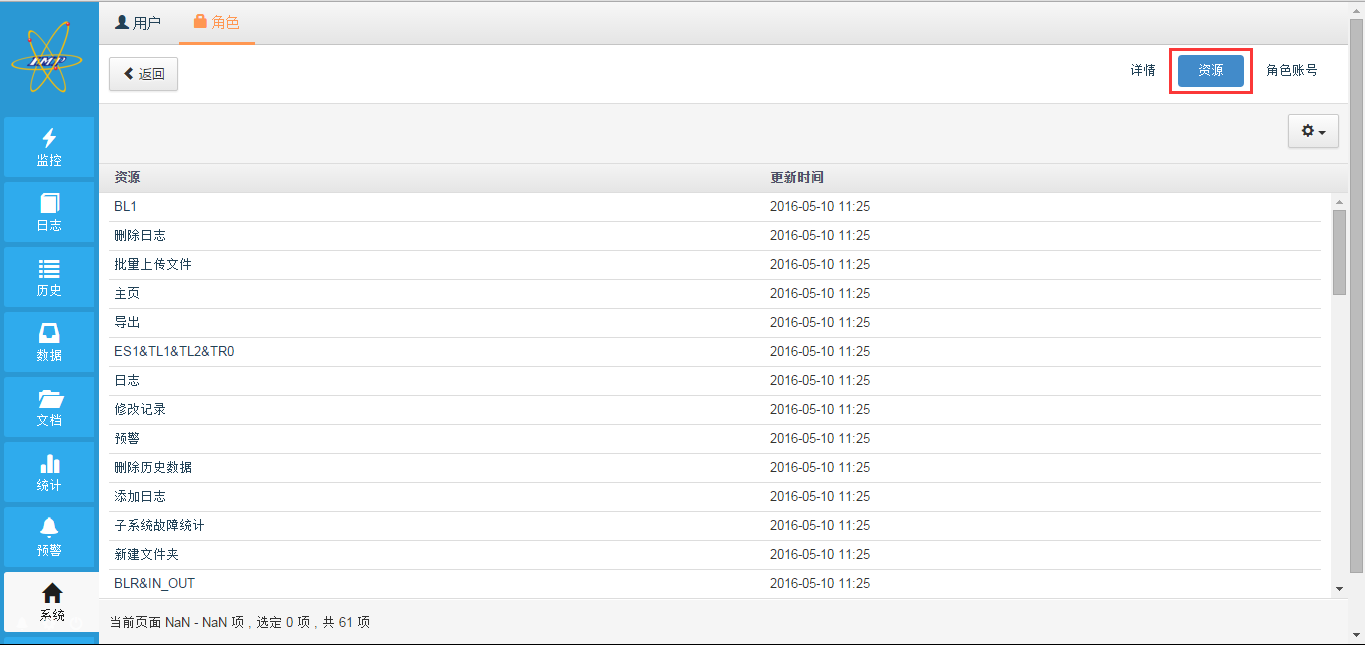 用户 角色
返回 详情 资源 角色账号
IMP
监控
日志
历史
数据
文档
统计
预警
系统
资源 更新时间
BL1 2016-05-10 11:25
删除日志 2016-05-10 11:25
批量上传文件 2016-05-10 11:25
主页 2016-05-10 11:25
导出 2016-05-10 11:25
ES1&TL1&TL2&TR0 2016-05-10 11:25
日志 2016-05-10 11:25
修改记录 2016-05-10 11:25
预警 2016-05-10 11:25
删除历史数据 2016-05-10 11:25
添加日志 2016-05-10 11:25
子系统故障统计 2016-05-10 11:25
新建文件夹 2016-05-10 11:25
BLR&IN_OUT 2016-05-10 11:25
当前页面 NaN - NaN 项 , 选定 0 项 , 共 61 项